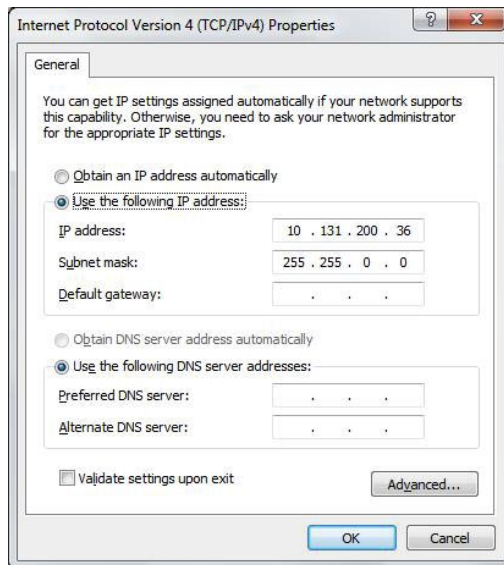 Internet Protocol Version 4 (TCP/IPv4) Properties
General
You can get IP settings assigned automatically if your network supports
this capability. Otherwise, you need to ask your network administrator
for the appropriate IP settings.
Obtain an IP address automatically
Use the following IP address:
IP address: 10 . 131 . 200 . 36
Subnet mask: 255 . 255 . 0 . 0
Default gateway: . . .
Obtain DNS server address automatically
Use the following DNS server addresses:
Preferred DNS server: . . .
Alternate DNS server: . . .
Validate settings upon exit
Advanced...
OK Cancel